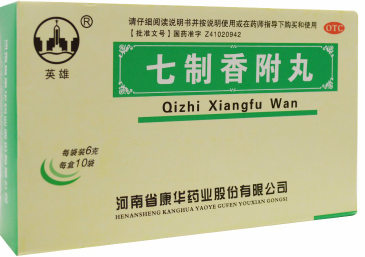 请仔细阅读说明书并按说明使用或在药师指导下购买和使用
【批准文号】国药准字 Z41020942
OTC
®
英雄
七制香附丸
Qizhi Xiangfu Wan
每袋装6克
每盒10袋
河南省康华药业股份有限公司
HENANSHENG KANGHUA YAOYE GUFEN YOUXIAN GONGSI